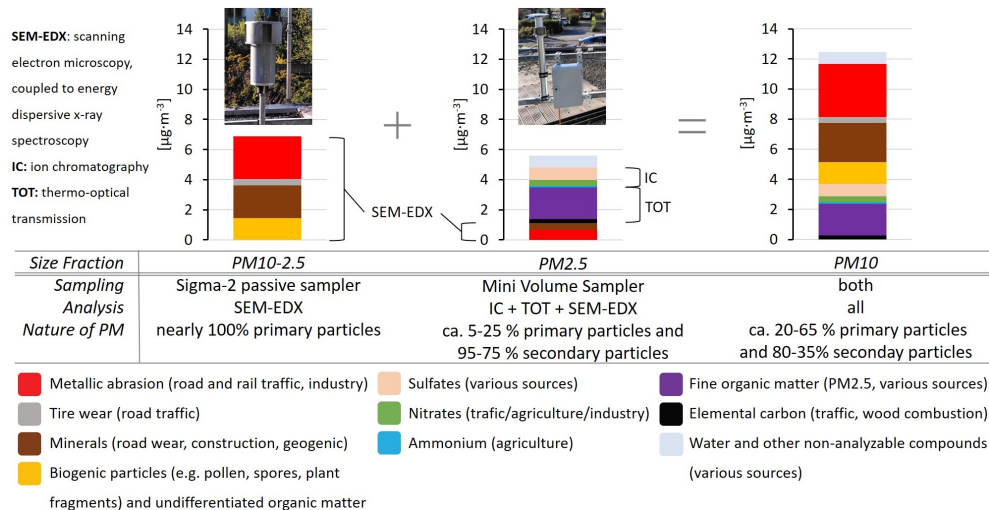 SEM-EDX: scanning
electron microscopy,
coupled to energy
dispersive x-ray
spectroscopy
IC: ion chromatography
TOT: thermo-optical
transmission
[µg·m-3]
14
12
10
8
6
4
2
0
SEM-EDX
+
[µg·m-3]
14
12
10
8
6
4
2
0
IC
TOT
=
[µg·m-3]
14
12
10
8
6
4
2
0
Size Fraction PM10-2.5 PM2.5 PM10
Sampling Sigma-2 passive sampler Mini Volume Sampler both
Analysis SEM-EDX IC + TOT + SEM-EDX all
Nature of PM nearly 100% primary particles ca. 5-25 % primary particles and ca. 20-65 % primary particles
95-75 % secondary particles and 80-35% seconday particles
Metallic abrasion (road and rail traffic, industry)
Tire wear (road traffic)
Minerals (road wear, construction, geogenic)
Biogenic particles (e.g. pollen, spores, plant
fragments) and undifferentiated organic matter
Sulfates (various sources)
Nitrates (trafic/agriculture/industry)
Ammonium (agriculture)
Fine organic matter (PM2.5, various sources)
Elemental carbon (traffic, wood combustion)
Water and other non-analyzable compounds
(various sources)